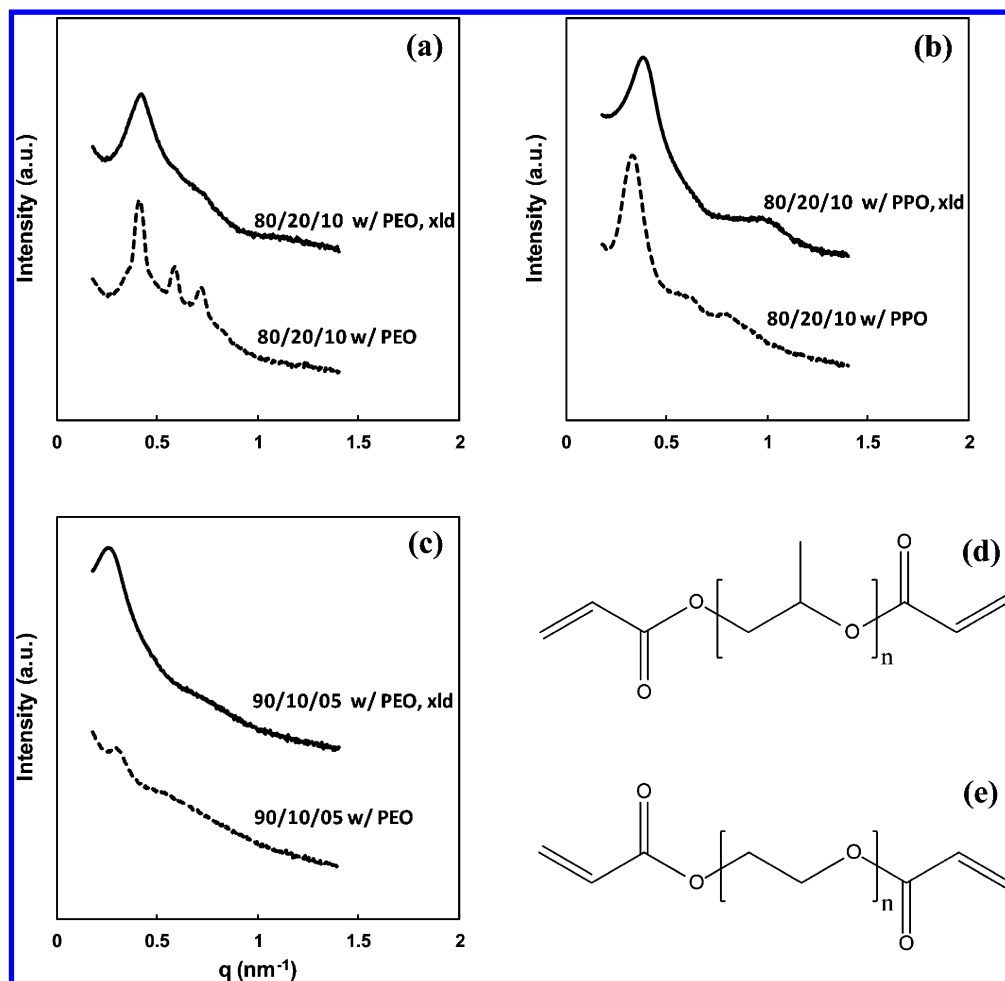 (a)
Intensity (a.u.)
80/20/10 w/ PEO, xld
80/20/10 w/ PEO
0 0.5 1 1.5 2
(b)
Intensity (a.u.)
80/20/10 w/ PPO, xld
80/20/10 w/ PPO
0 0.5 1 1.5 2
(c)
Intensity (a.u.)
90/10/05 w/ PEO, xld
90/10/05 w/ PEO
0 0.5 1 1.5 2
q (nm⁻¹)
(d)
O
O
O
O
n
(e)
O
O
O
O
n